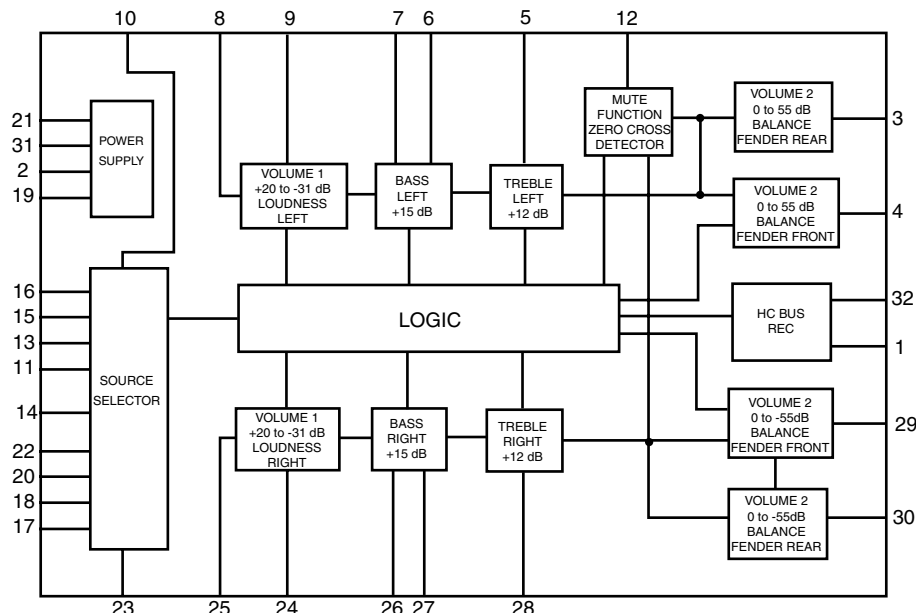 10
8
9
7
6
5
12
21
31
2
19
POWER
SUPPLY
VOLUME 1
+20 to -31 dB
LOUDNESS
LEFT
BASS
LEFT
+15 dB
TREBLE
LEFT
+12 dB
MUTE
FUNCTION
ZERO CROSS
DETECTOR
VOLUME 2
0 to 55 dB
BALANCE
FENDER REAR
3
VOLUME 2
0 to 55 dB
BALANCE
FENDER FRONT
4
16
15
13
11
14
22
20
18
17
SOURCE
SELECTOR
LOGIC
HC BUS
REC
32
1
VOLUME 1
+20 to -31 dB
LOUDNESS
RIGHT
BASS
RIGHT
+15 dB
TREBLE
RIGHT
+12 dB
VOLUME 2
0 to -55dB
BALANCE
FENDER FRONT
29
VOLUME 2
0 to -55dB
BALANCE
FENDER REAR
30
23
25
24
26
27
28